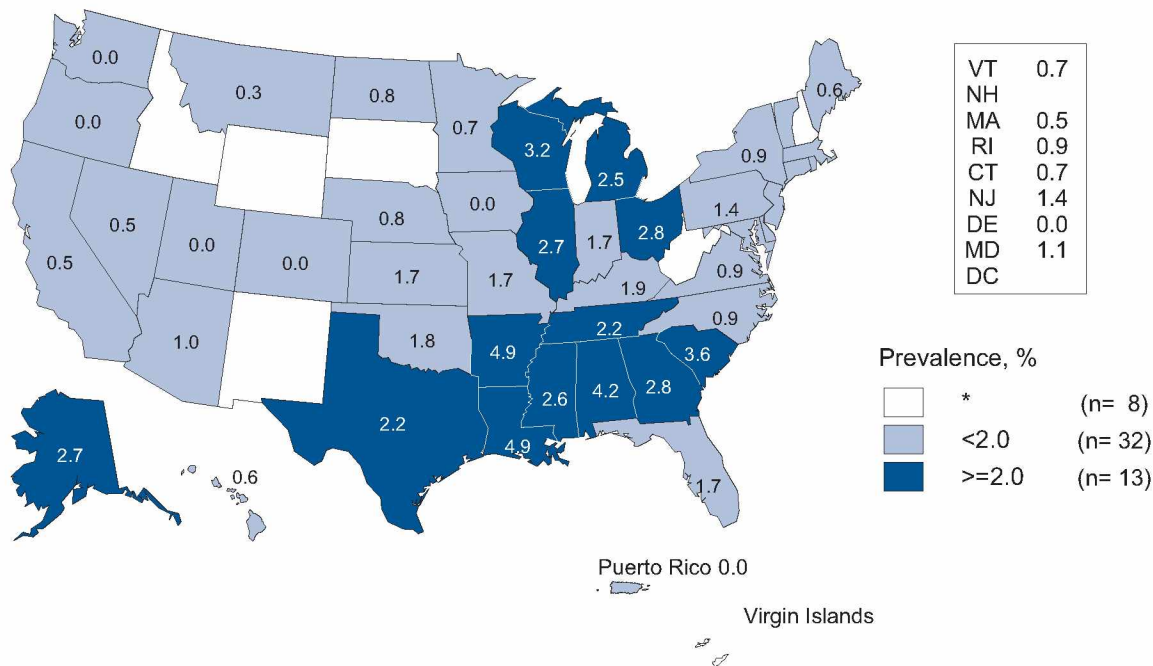 0.0
0.3
0.8
0.7
0.6
0.0
3.2
2.5
0.9
0.5
0.5
0.0
0.0
0.8
0.0
2.7
1.7
2.8
1.4
1.7
1.7
1.9
0.9
1.0
1.8
4.9
2.2
0.9
3.6
2.2
4.9
2.6
4.2
2.8
1.7
2.7
0.6
VT 0.7
NH
MA 0.5
RI 0.9
CT 0.7
NJ 1.4
DE 0.0
MD 1.1
DC
Prevalence, %
* (n= 8)
<2.0 (n= 32)
>=2.0 (n= 13)
Puerto Rico 0.0
Virgin Islands